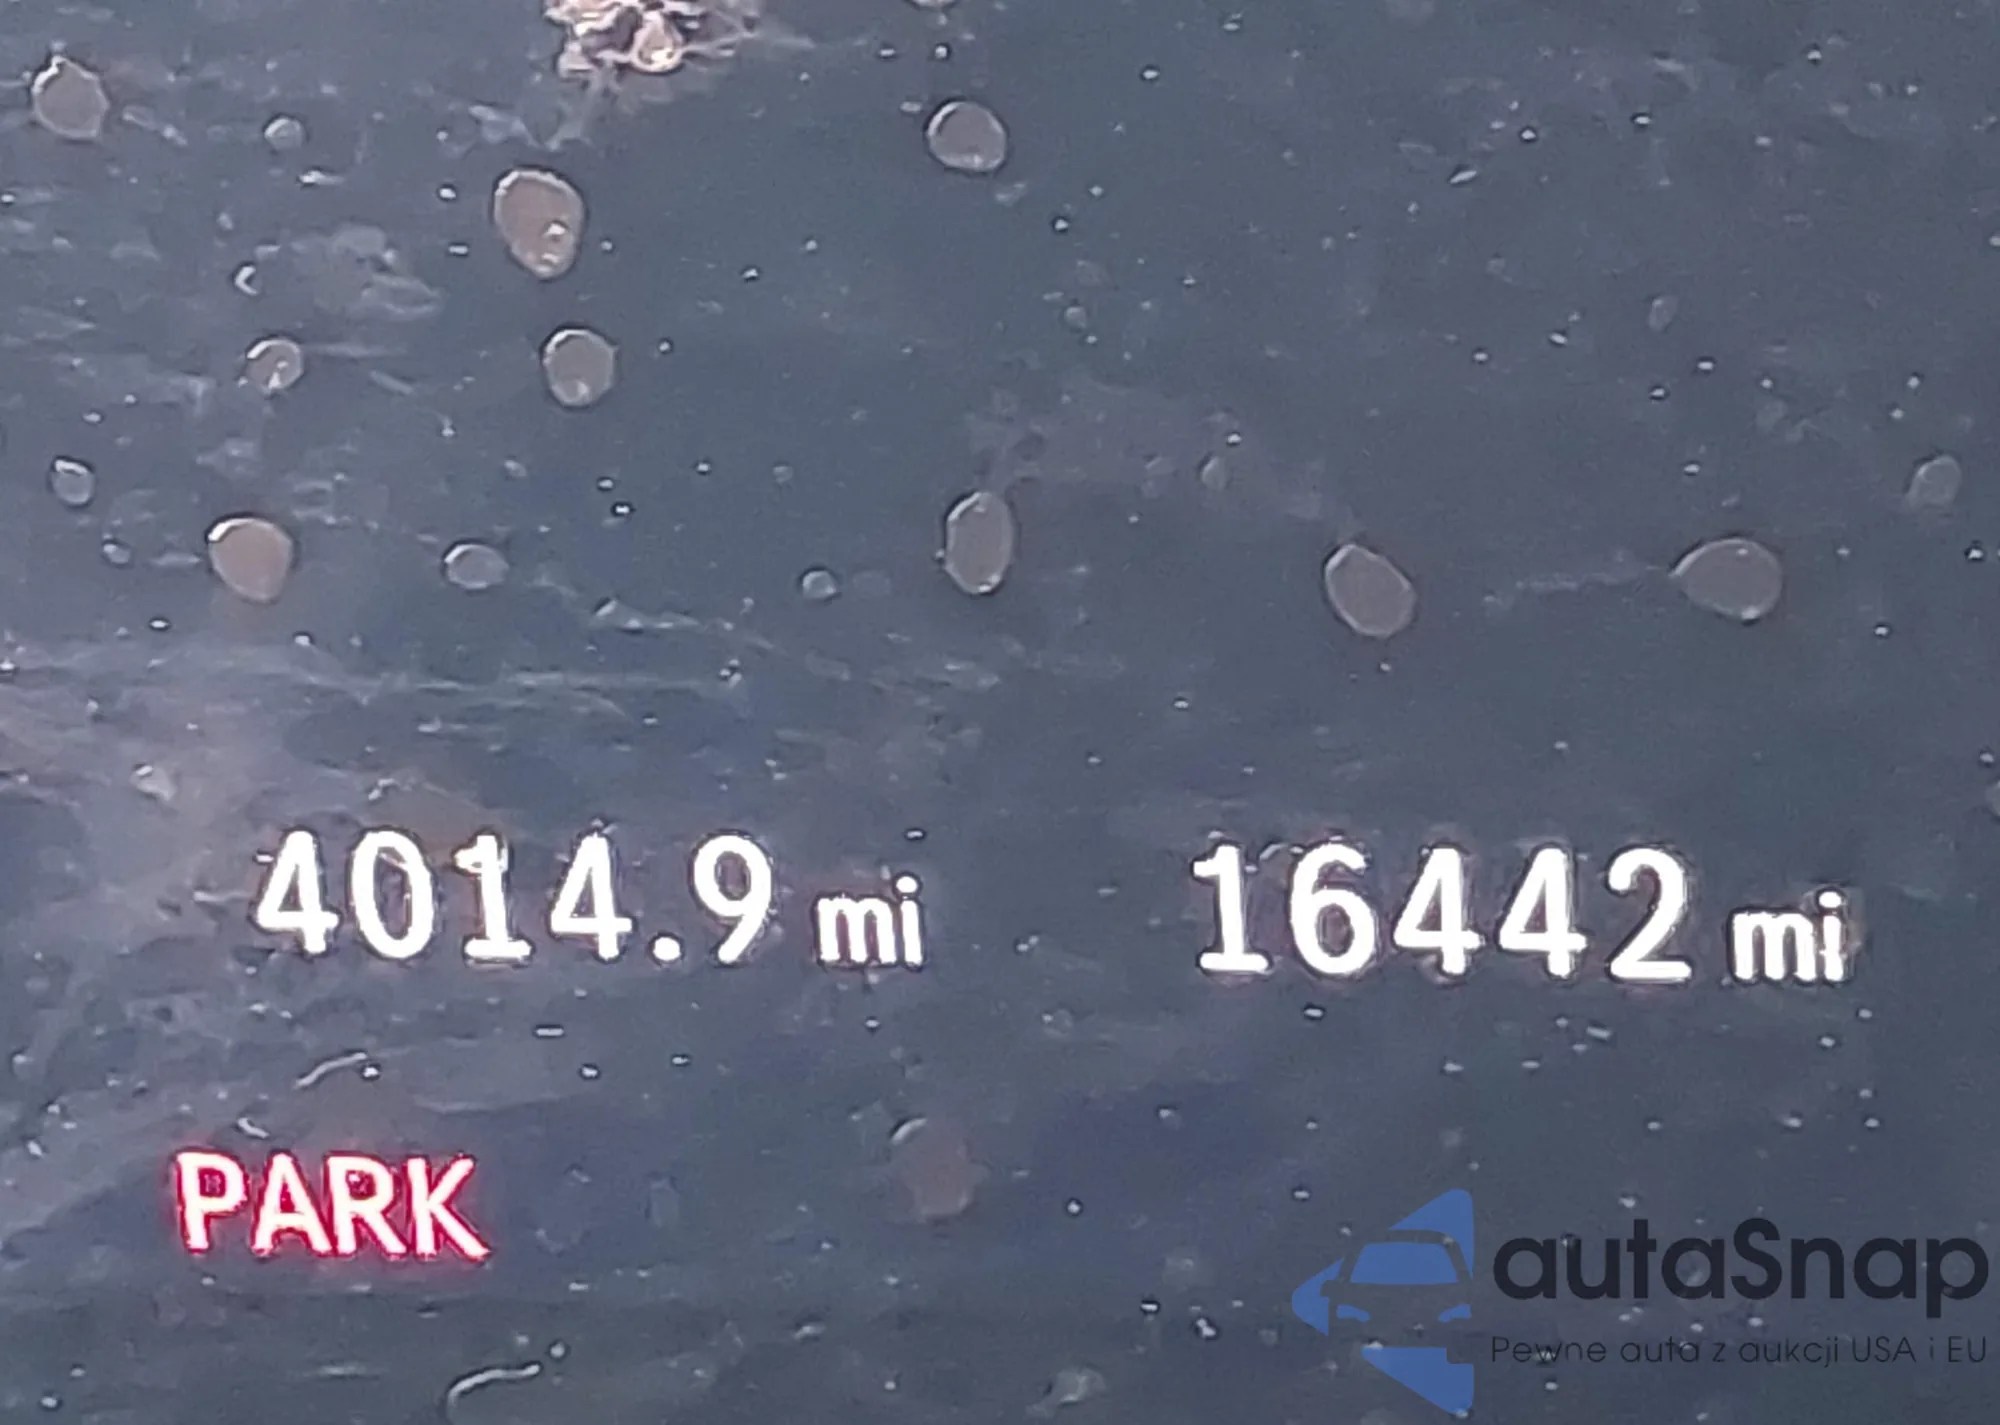 4014.9 mi 16442 mi
PARK
autaSnap
Pewne auta z aukcji USA i EU